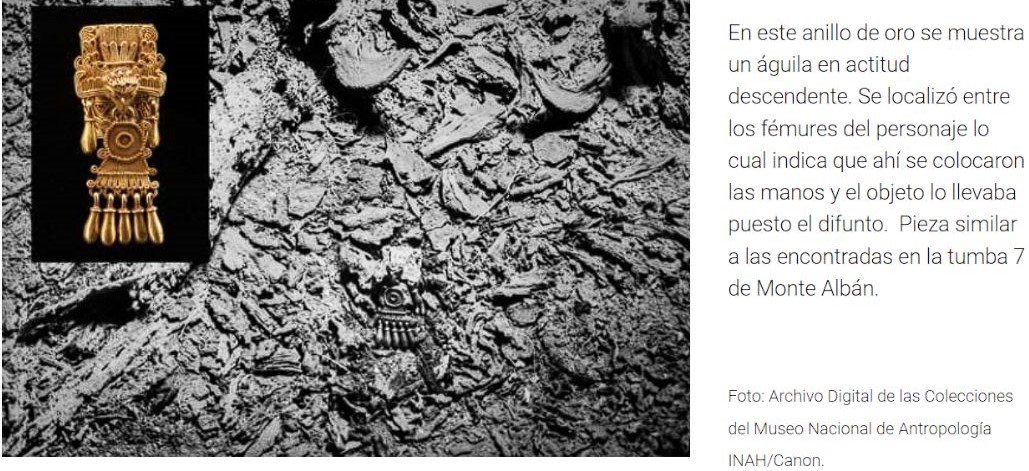 En este anillo de oro se muestra
un águila en actitud
descendente. Se localizó entre
los fémures del personaje lo
cual indica que ahí se colocaron
las manos y el objeto lo llevaba
puesto el difunto.  Pieza similar
a las encontradas en la tumba 7
de Monte Albán.
Foto: Archivo Digital de las Colecciones
del Museo Nacional de Antropología
INAH/Canon.